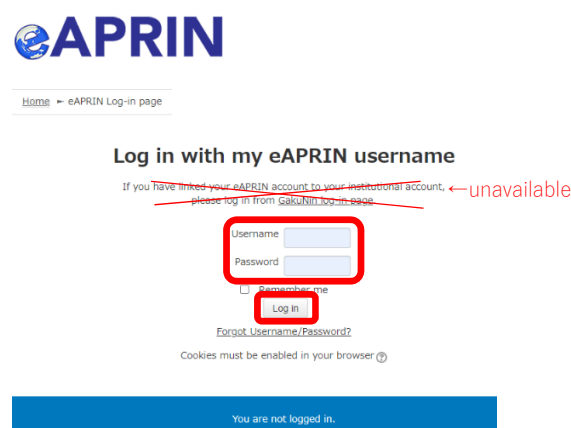 eAPRIN
Home ► eAPRIN Log-in page
Log in with my eAPRIN username
If you have linked your eAPRIN account to your institutional account, ←unavailable
please log in from GakuNin log-in page.
Username
Password
Remember me
Log in
Forgot Username/Password?
Cookies must be enabled in your browser ?
You are not logged in.